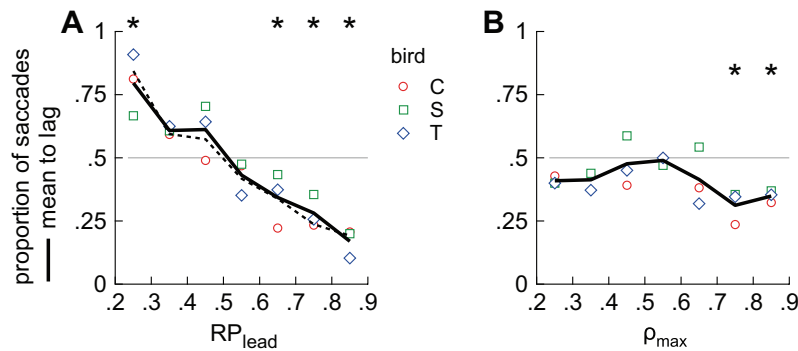 A
B
proportion of saccades
mean to lag
1
.75
.5
.25
0
.2 .3 .4 .5 .6 .7 .8 .9
RPlead
* * * *
bird
C
S
T
1
.75
.5
.25
0
.2 .3 .4 .5 .6 .7 .8 .9
ρmax
* *